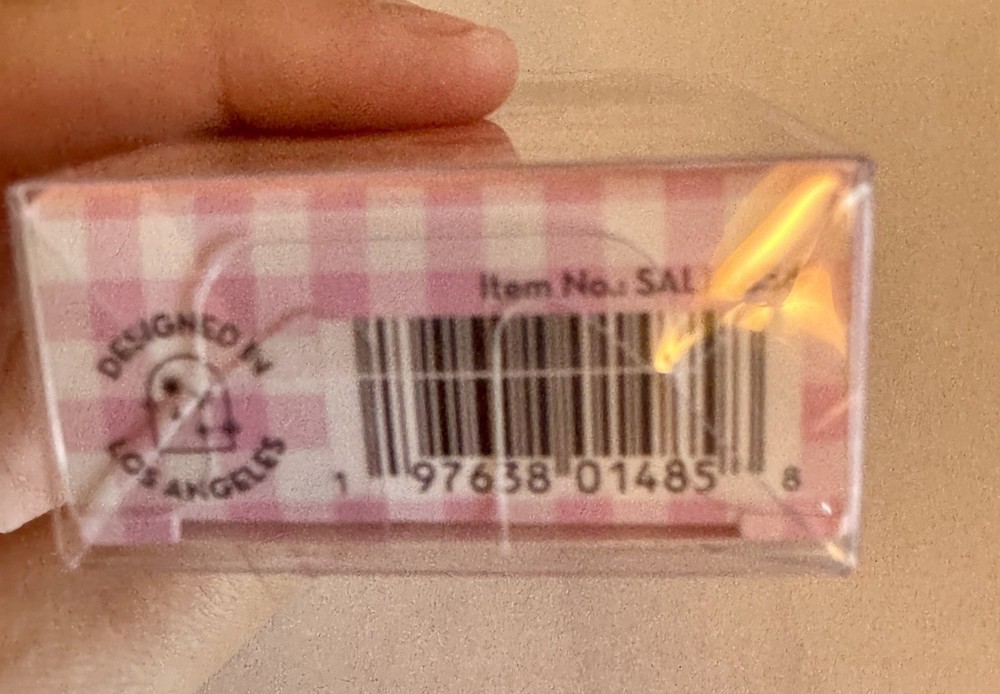 Item No.: SAL
DESIGNED IN
LOS ANGELES
1 97638 01485 8